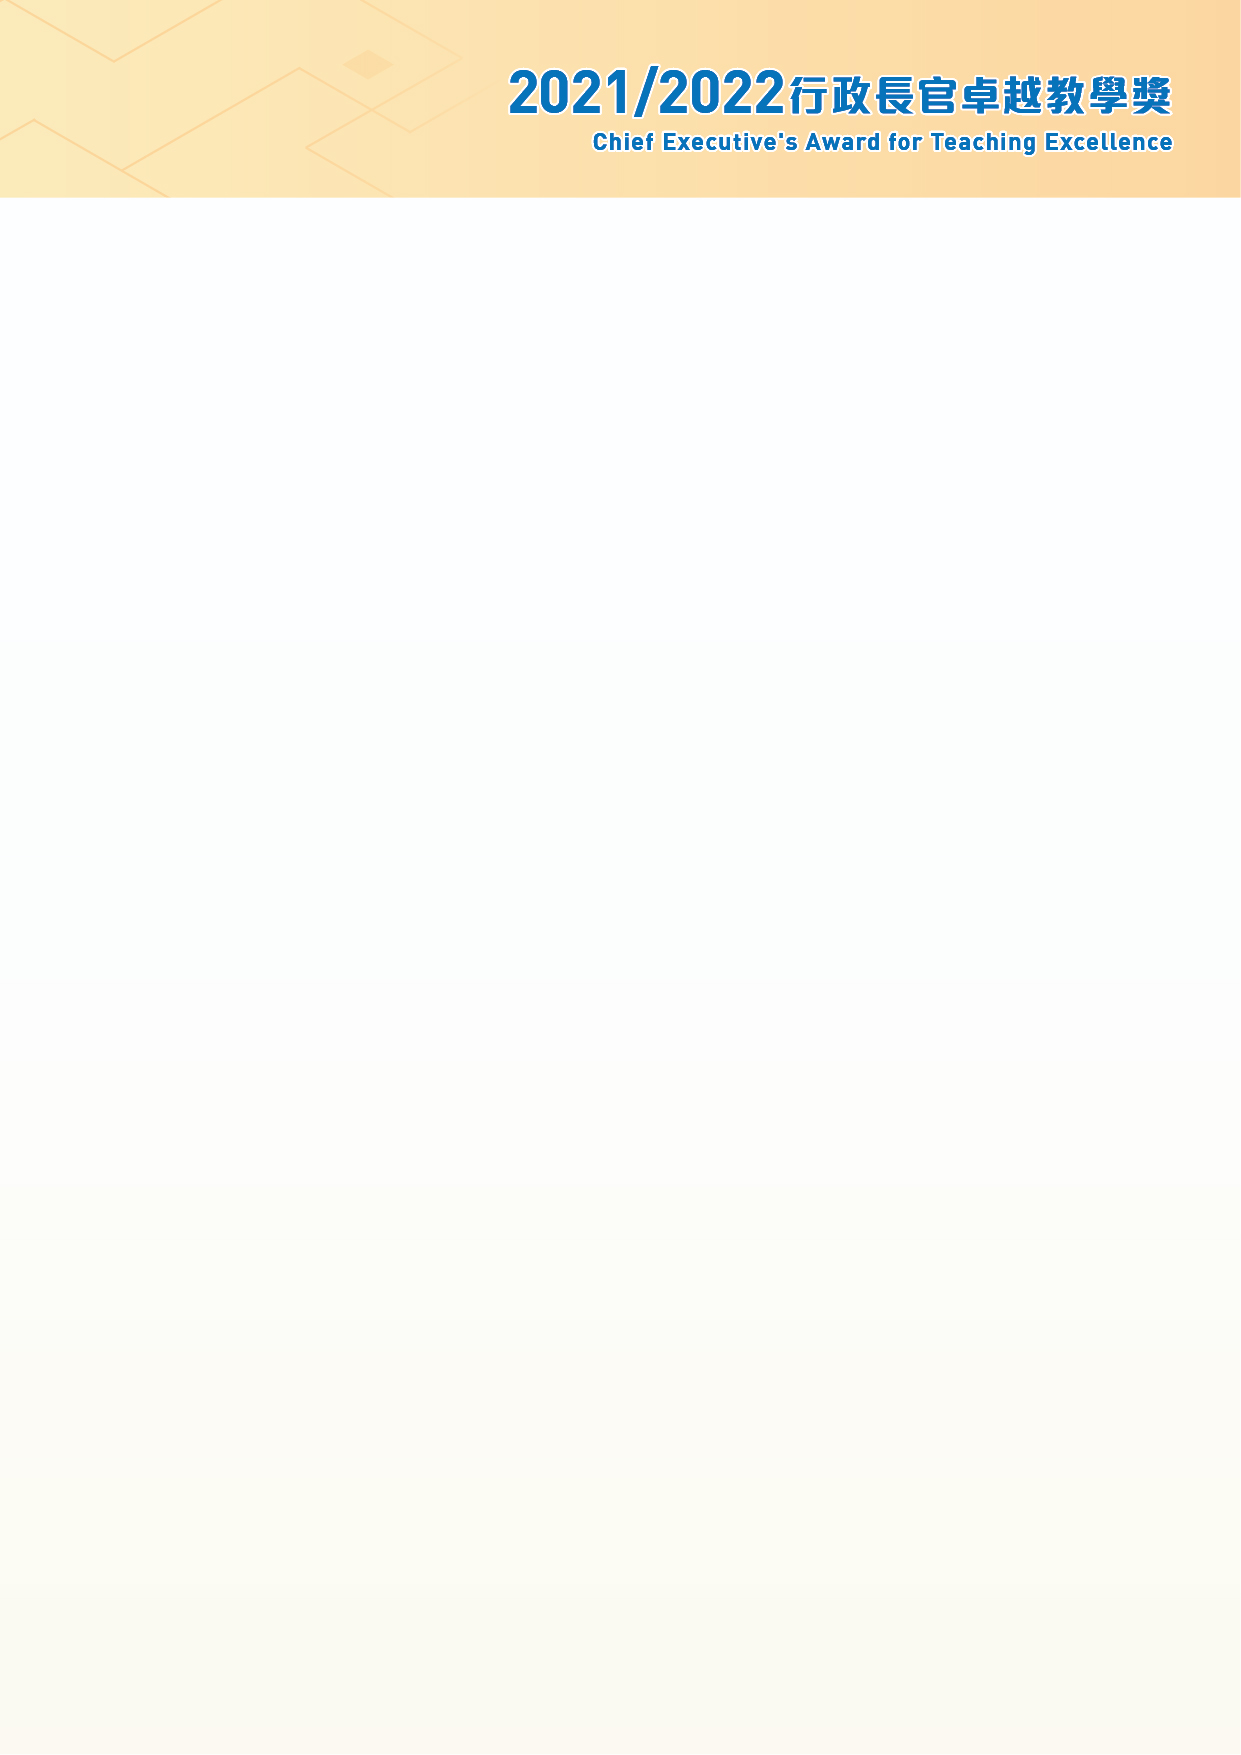 2021/2022行政長官卓越教學獎
Chief Executive's Award for Teaching Excellence